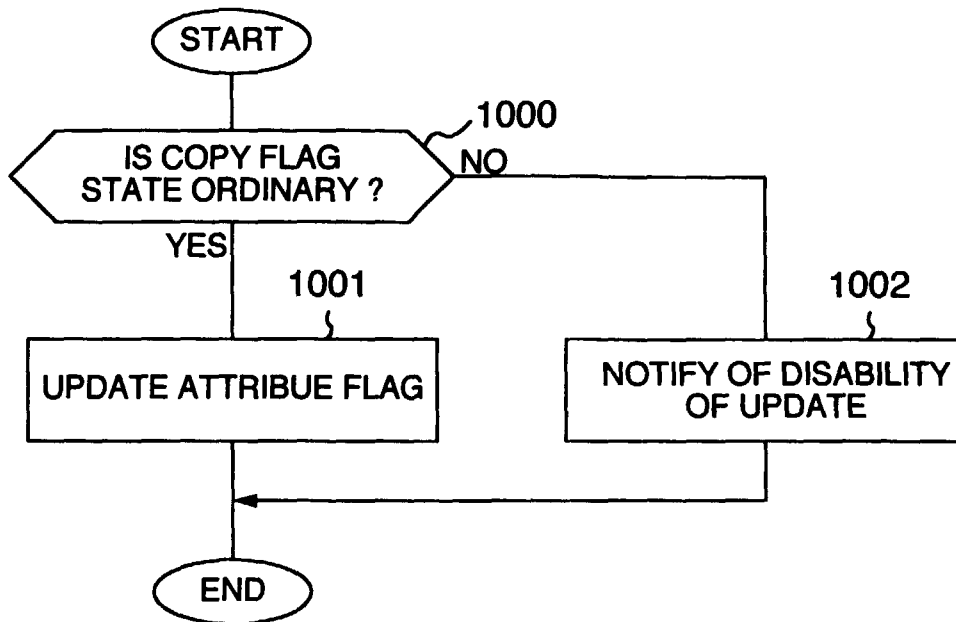 START
1000
IS COPY FLAG
STATE ORDINARY ?
NO
YES
1001
UPDATE ATTRIBUE FLAG
1002
NOTIFY OF DISABILITY
OF UPDATE
END